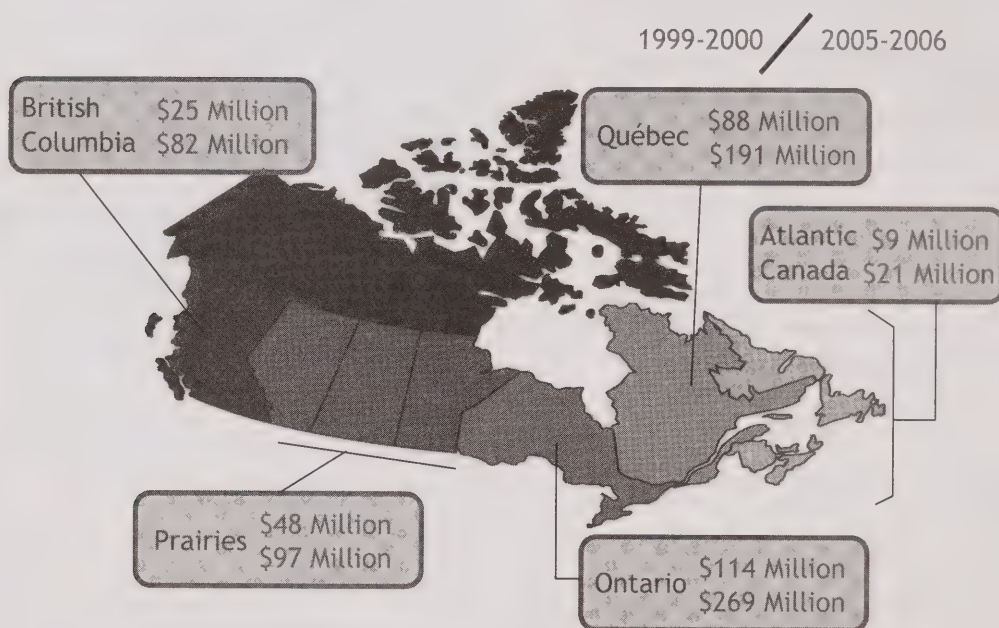 1999-2000 / 2005-2006
British $25 Million
Columbia $82 Million
Québec $88 Million
$191 Million
Atlantic $9 Million
Canada $21 Million
Prairies $48 Million
$97 Million
Ontario $114 Million
$269 Million